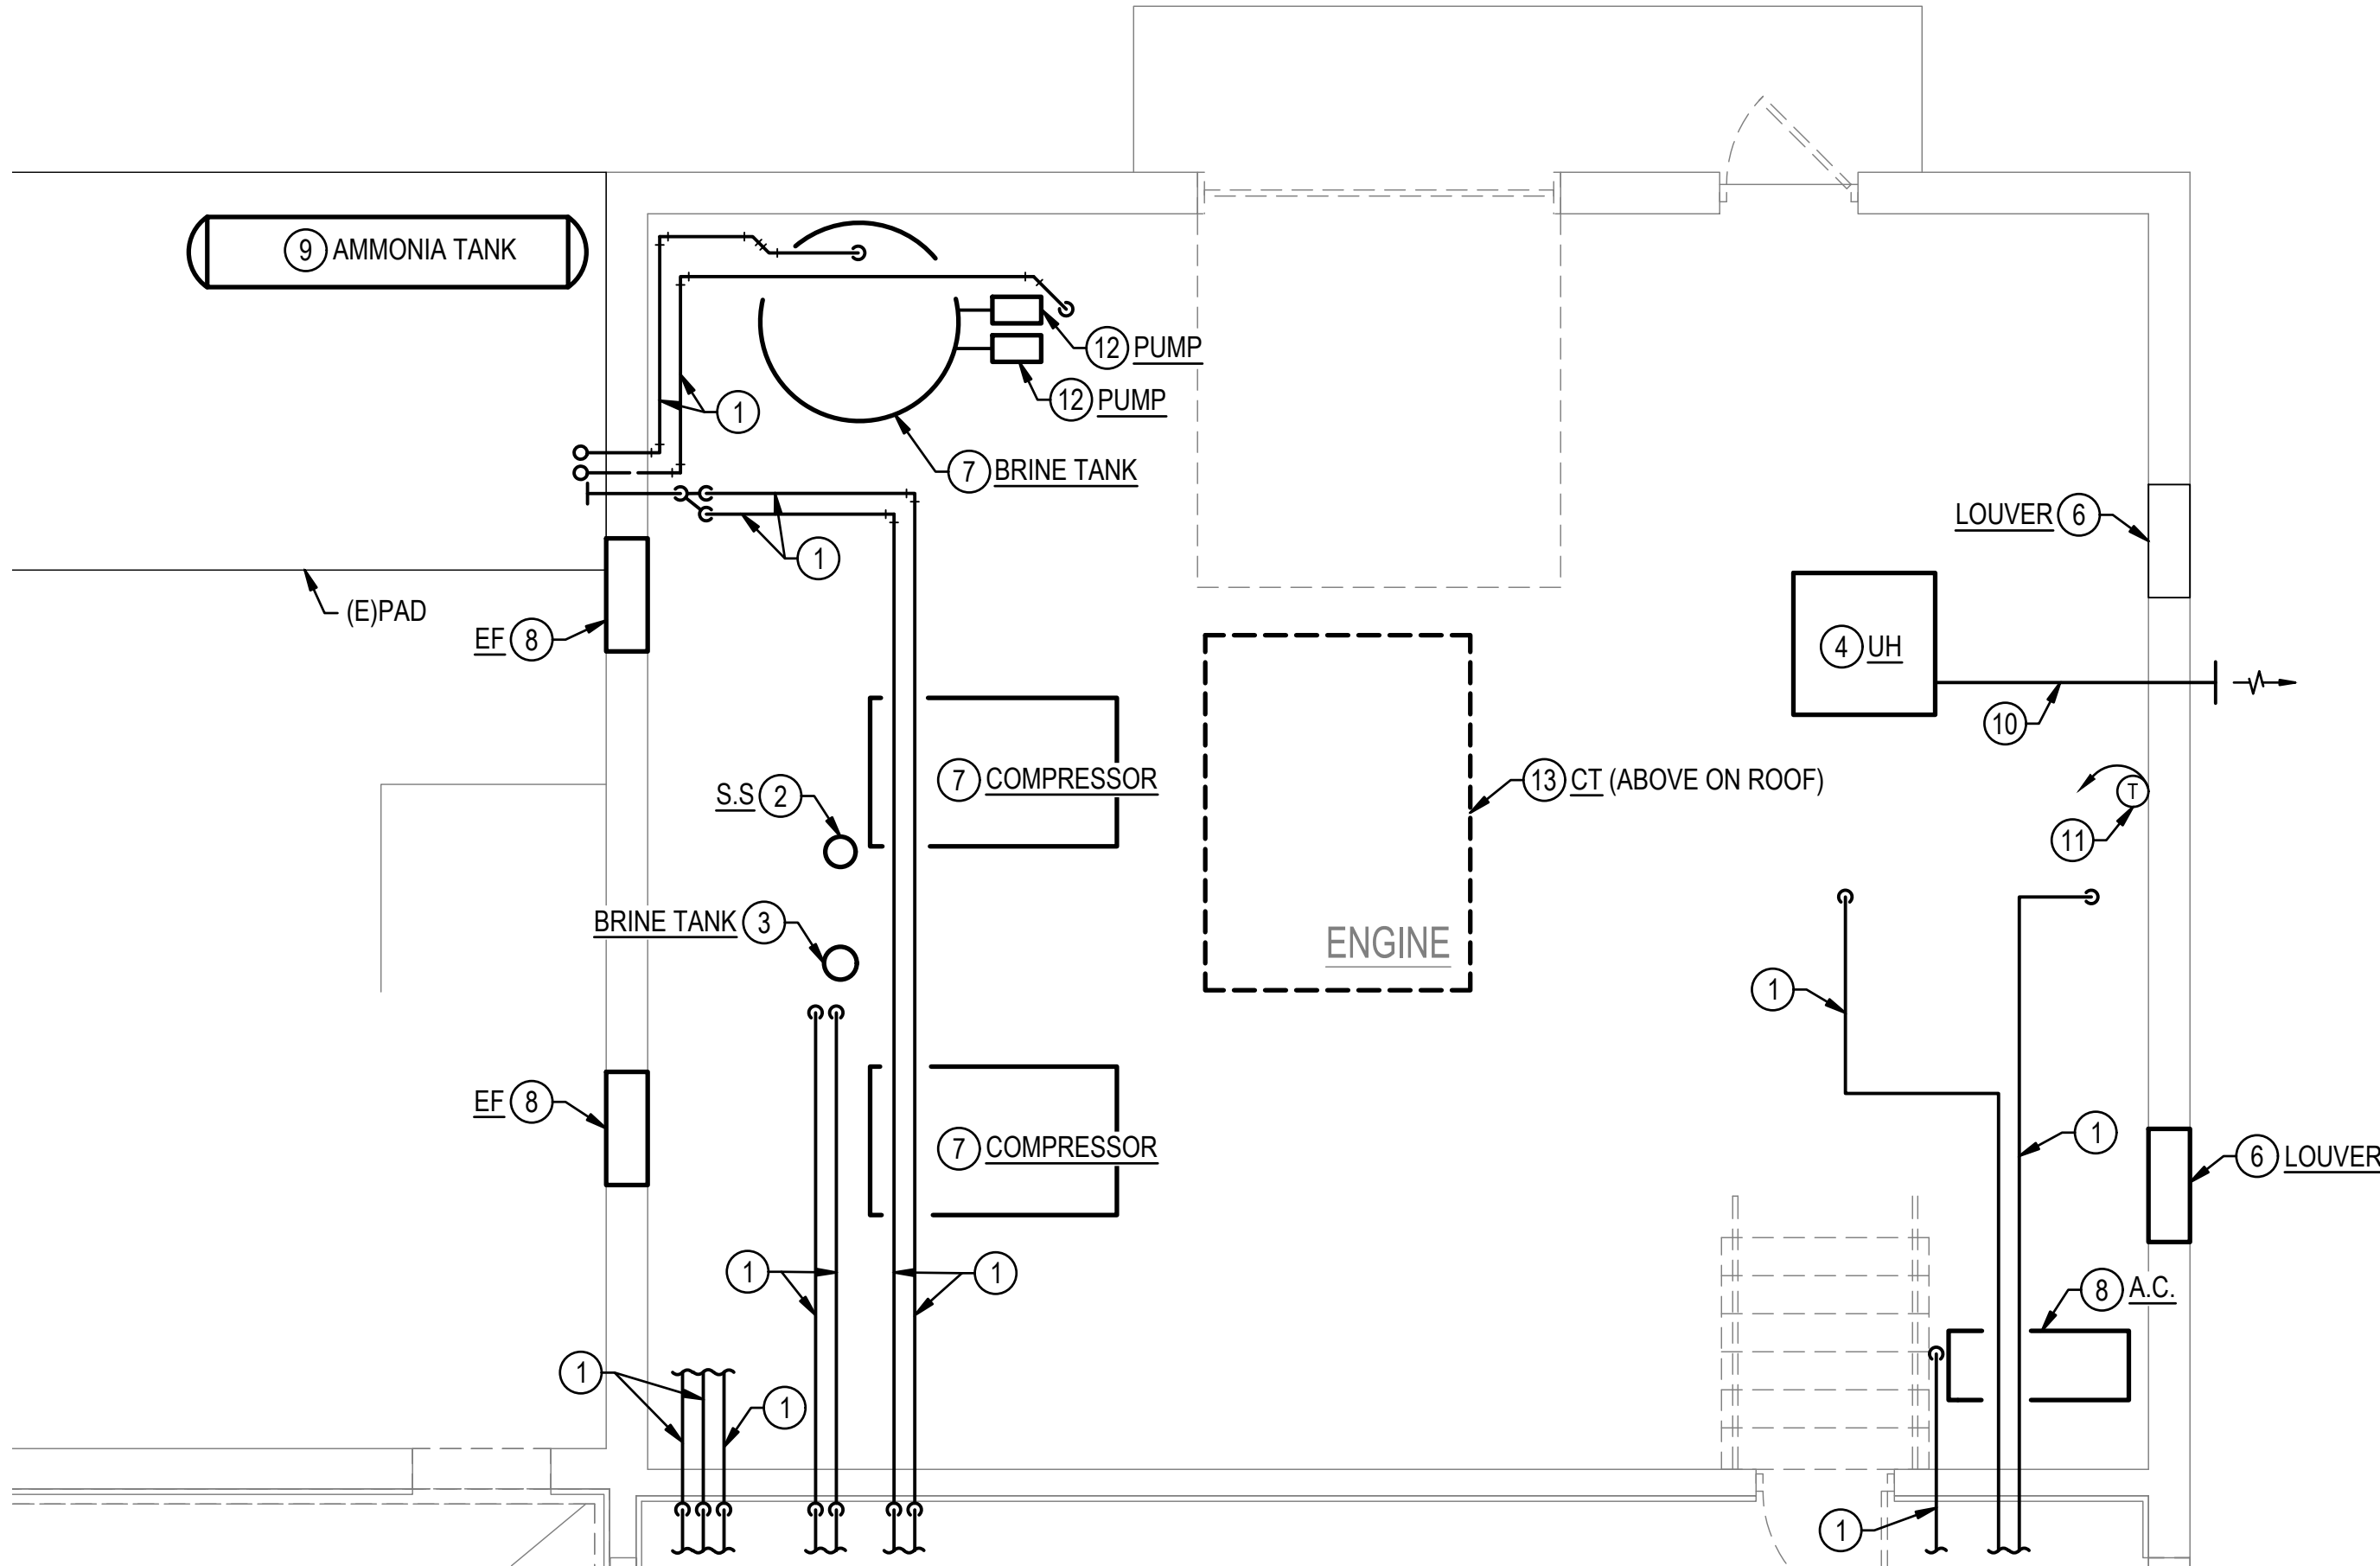 9 AMMONIA TANK
12 PUMP
12 PUMP
1
7 BRINE TANK
LOUVER 6
1
(E)PAD
EF 8
4 UH
10
7 COMPRESSOR
13 CT (ABOVE ON ROOF)
S.S 2
T
11
BRINE TANK 3
ENGINE
1
EF 8
7 COMPRESSOR
1
6 LOUVER
1
1
8 A.C.
1
1
1